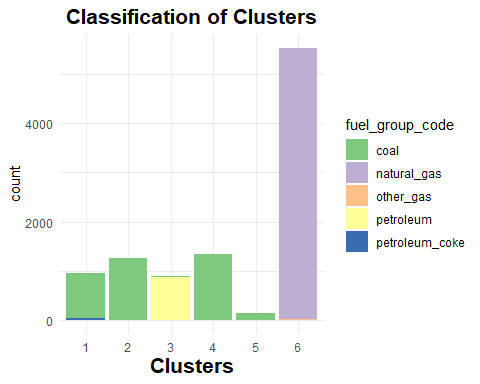 Classification of Clusters
count
4000
2000
0
1 2 3 4 5 6
Clusters
fuel_group_code
coal
natural_gas
other_gas
petroleum
petroleum_coke